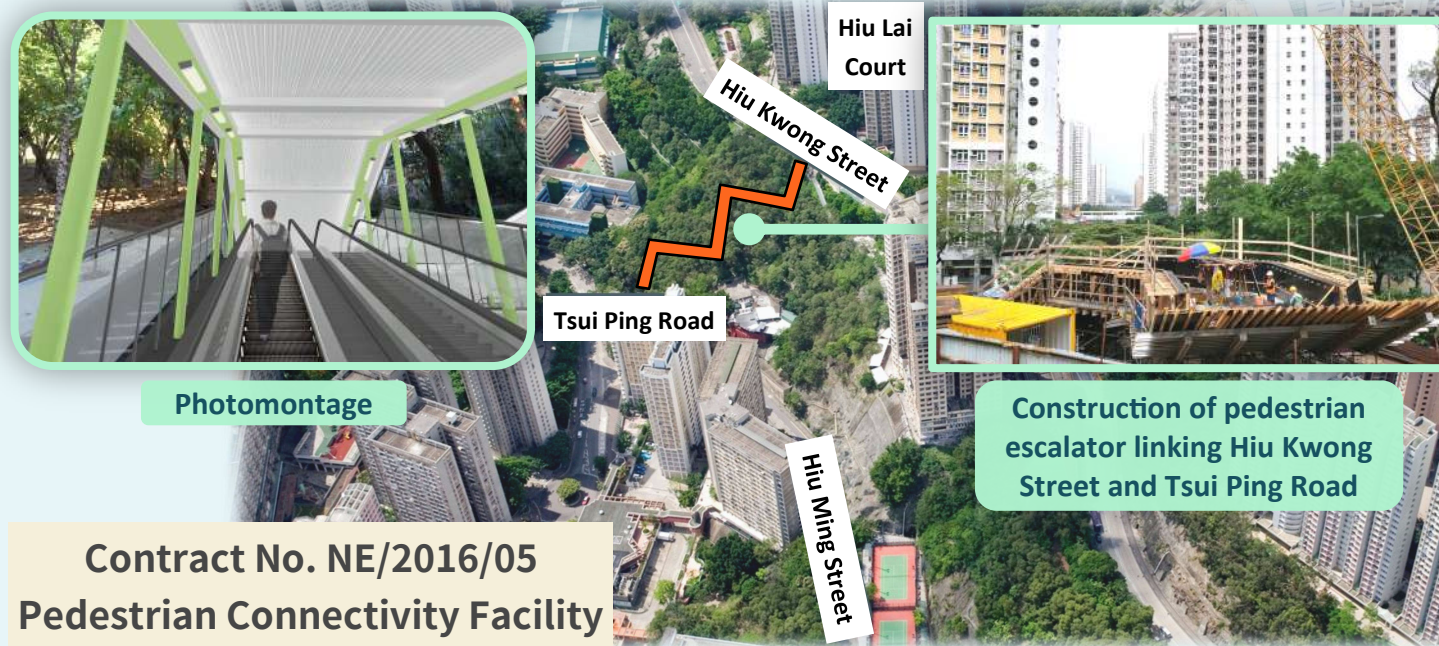 Hiu Lai
Court
Hiu Kwong Street
Tsui Ping Road
Photomontage
Construction of pedestrian
escalator linking Hiu Kwong
Street and Tsui Ping Road
Hiu Ming Street
Contract No. NE/2016/05
Pedestrian Connectivity Facility